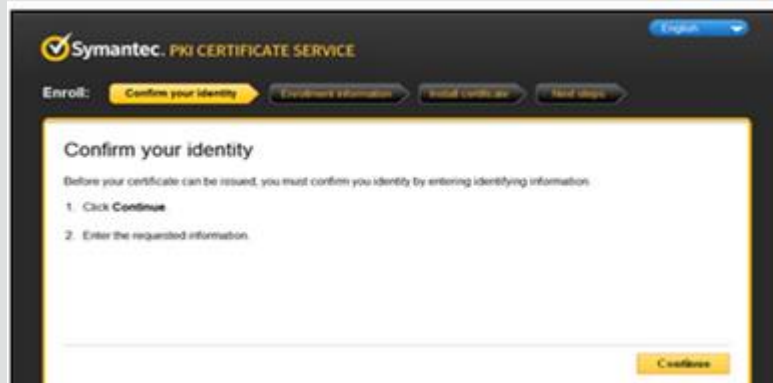 English
Symantec. PKI CERTIFICATE SERVICE
Enroll: Confirm your identity Enrollment information Install certificate Next steps
Confirm your identity
Before your certificate can be issued, you must confirm you identity by entering identifying information.
1. Click Continue
2. Enter the requested information.
Continue